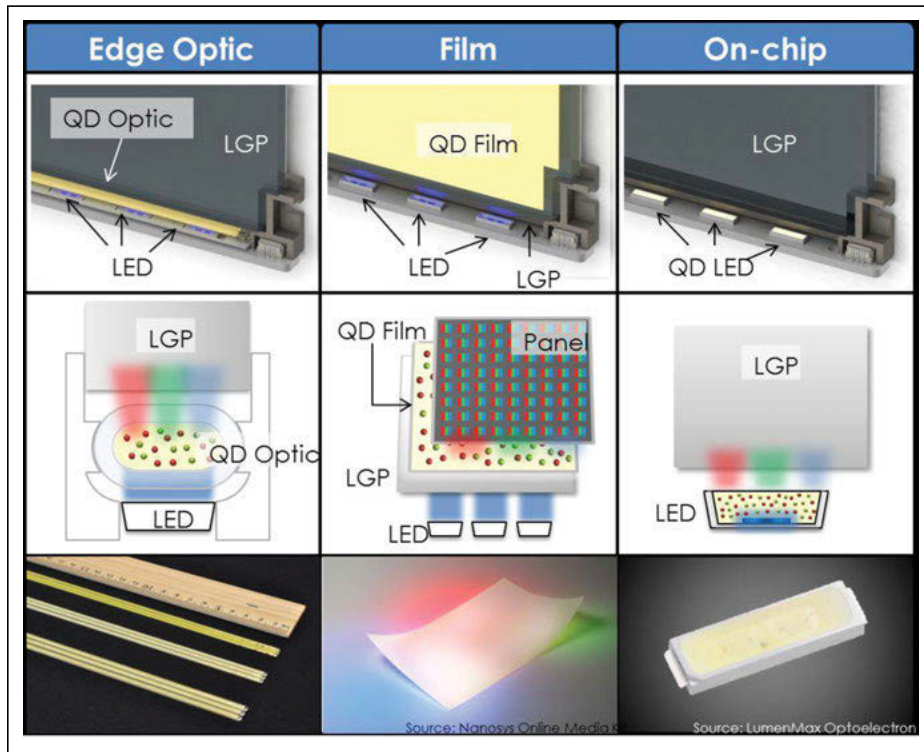 Edge Optic
Film
On-chip
QD Optic
LGP
LED
QD Film
LED
LGP
LGP
QD LED
LGP
QD Optic
LED
QD Film
Panel
LGP
LED
LGP
LED
Source: Nanosys Online Media
Source: LumenMax Optoelectron